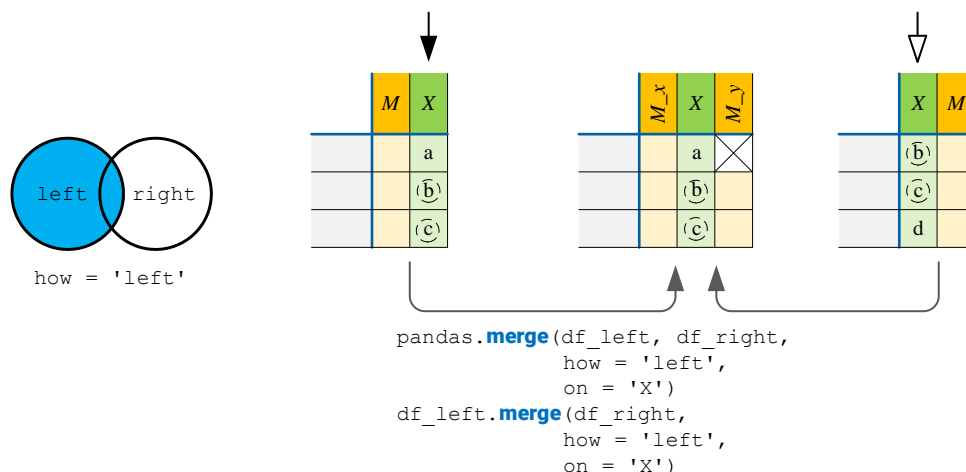 M X
a
b
c
M_x X M_y
a
b
c
X M
b
c
d
left right
how = 'left'
pandas.merge(df_left, df_right,
how = 'left',
on = 'X')
df_left.merge(df_right,
how = 'left',
on = 'X')